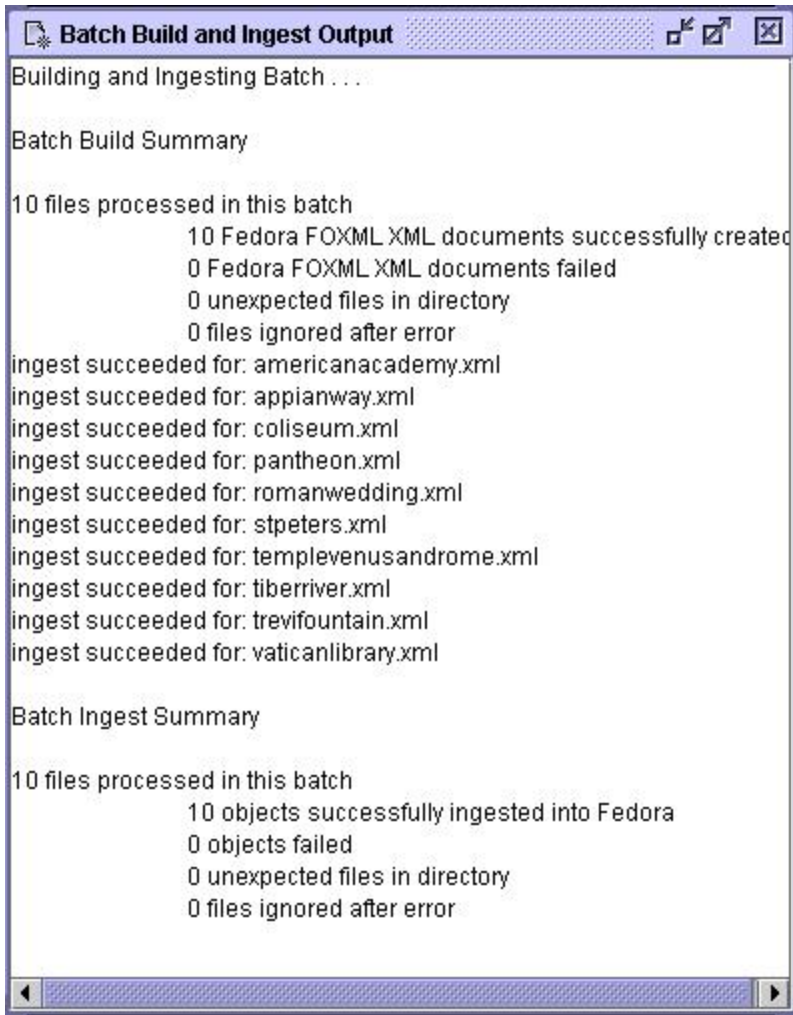 Batch Build and Ingest Output
Building and Ingesting Batch . . .
Batch Build Summary
10 files processed in this batch
10 Fedora FOXML XML documents successfully created
0 Fedora FOXML XML documents failed
0 unexpected files in directory
0 files ignored after error
ingest succeeded for: americanacademy.xml
ingest succeeded for: appianway.xml
ingest succeeded for: coliseum.xml
ingest succeeded for: pantheon.xml
ingest succeeded for: romanwedding.xml
ingest succeeded for: stpeters.xml
ingest succeeded for: templevenusandrome.xml
ingest succeeded for: tiberriver.xml
ingest succeeded for: trevifountain.xml
ingest succeeded for: vaticanlibrary.xml
Batch Ingest Summary
10 files processed in this batch
10 objects successfully ingested into Fedora
0 objects failed
0 unexpected files in directory
0 files ignored after error